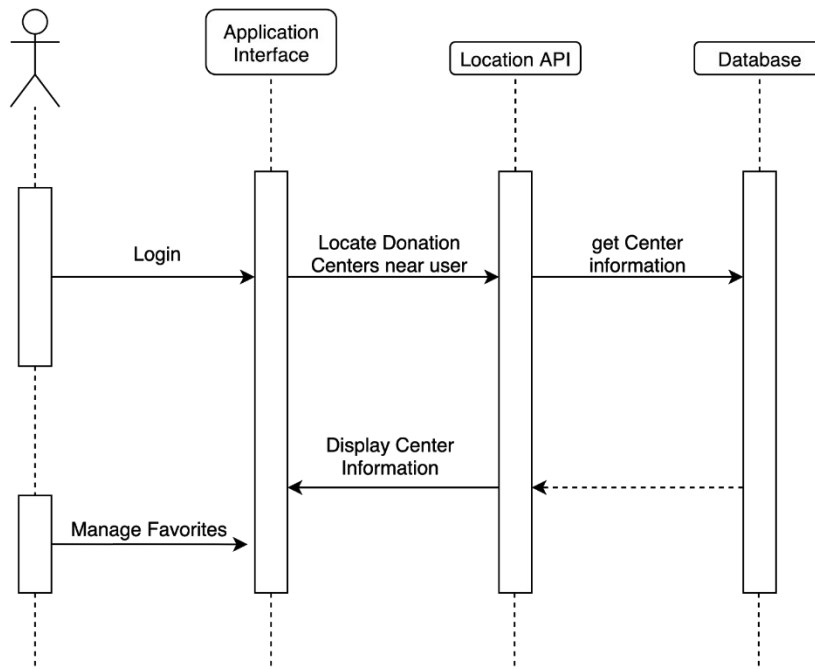 Application
Interface
Location API
Database
Login
Locate Donation
Centers near user
get Center
information
Display Center
Information
Manage Favorites